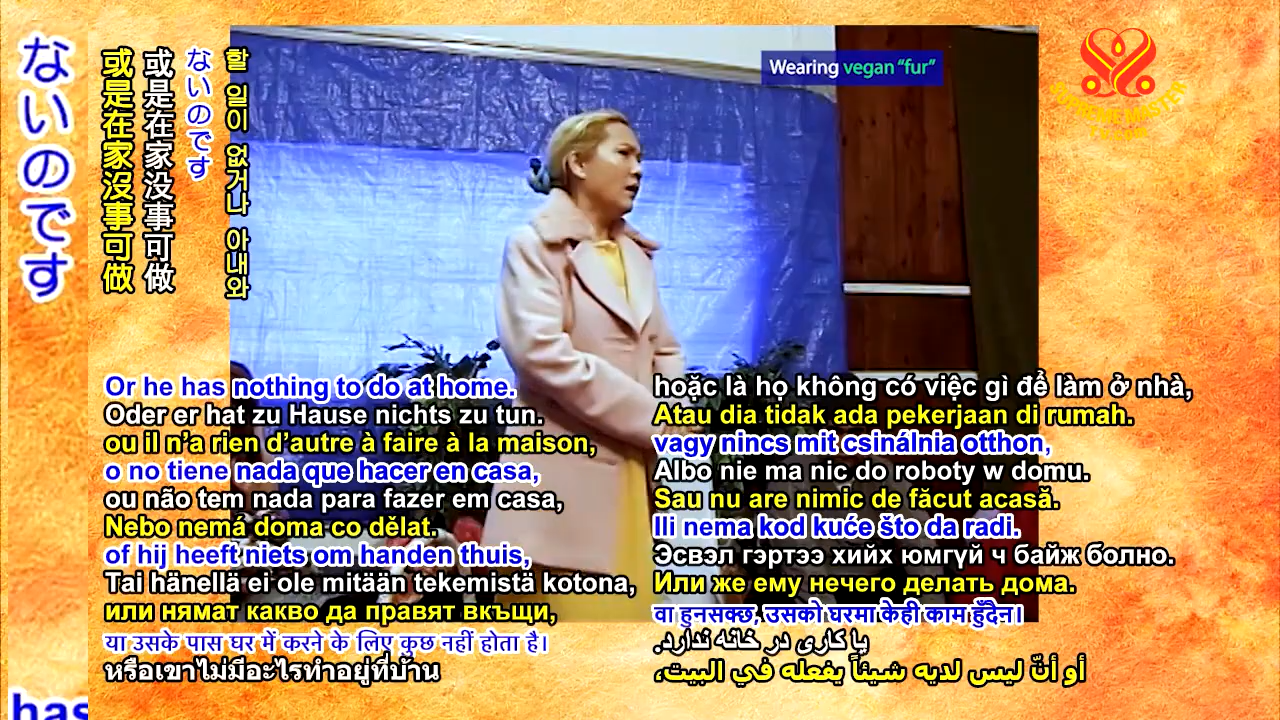 ないのです
或是在家沒事可做
或是在家没事可做
ないのです
할 일이 없거나 아내와
Wearing vegan “fur”
SUPREME MASTER
Or he has nothing to do at home.
Oder er hat zu Hause nichts zu tun.
ou il n’a rien d’autre à faire à la maison,
o no tiene nada que hacer en casa,
ou não tem nada para fazer em casa,
Nebo nemá doma co dělat.
of hij heeft niets om handen thuis,
Tai hänellä ei ole mitään tekemistä kotona,
или нямат какво да правят вкъщи,
या उसके पास घर में करने के लिए कुछ नहीं होता है।
หรือเขาไม่มีอะไรทำอยู่ที่บ้าน
hoặc là họ không có việc gì để làm ở nhà,
Atau dia tidak ada pekerjaan di rumah.
vagy nincs mit csinálnia otthon,
Albo nie ma nic do roboty w domu.
Sau nu are nimic de făcut acasă.
Ili nema kod kuće što da radi.
Эсвэл гэртээ хийх юмгүй ч байж болно.
Или же ему нечего делать дома.
वा हुनसक्छ, उसको घरमा केही काम हुँदैन।
یا کاری در خانه ندارد.
أو أنّ ليس لديه شيئاً يفعله في البيت،
has